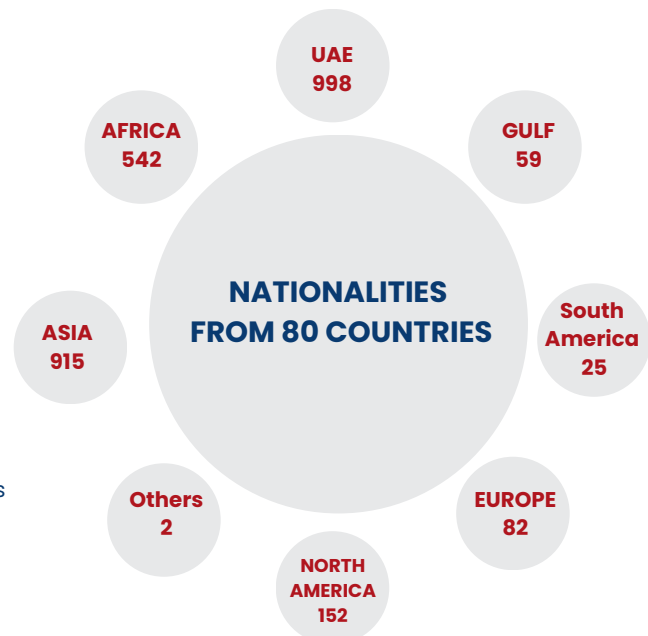 UAE
998
AFRICA
542
GULF
59
NATIONALITIES
FROM 80 COUNTRIES
South
America
25
ASIA
915
s
Others
2
EUROPE
82
NORTH
AMERICA
152